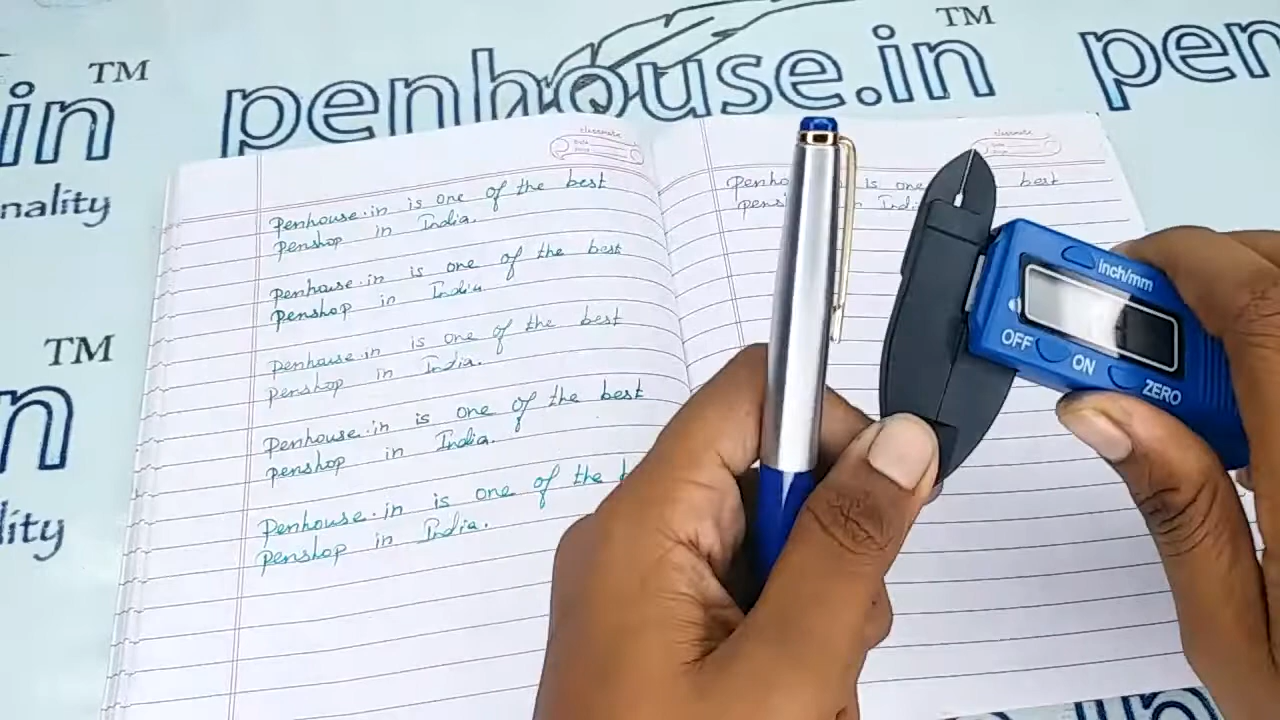 TM
TM
in penhouse.in pen
nality
classmate
classmate
Penhouse.in is one of the best
penshop in India.
Penhouse.in is one of the best
penshop in India
Penhouse.in is one of the best
penshop in India.
Penhouse.in is one of the best
penshop in India.
Penhouse.in is one of the
penshop in India.
is one best
in
inch/mm
OFF ON ZERO
TM
n
lity
in